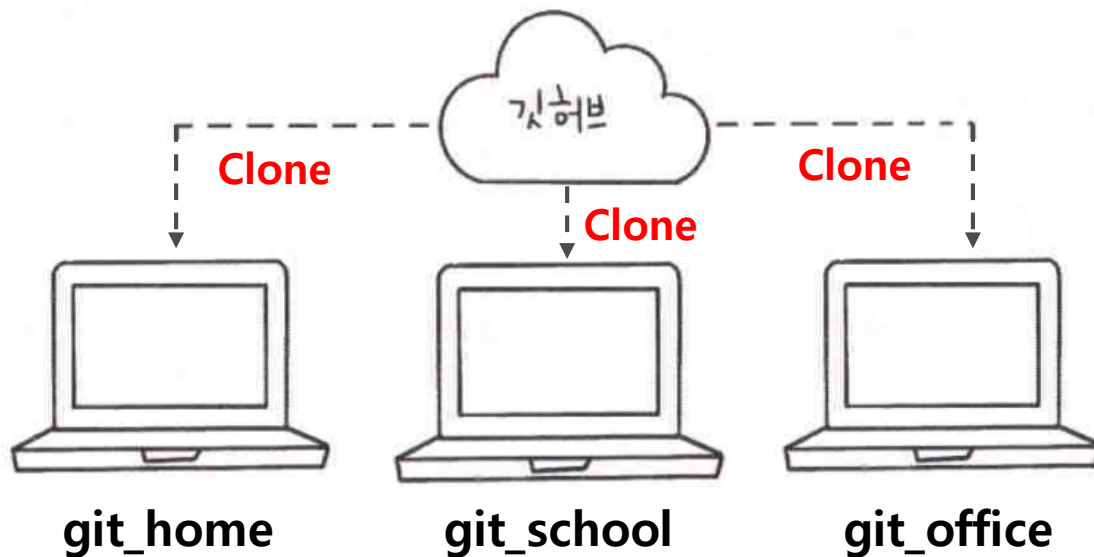 깃허브
Clone
Clone
Clone
git_home
git_school
git_office